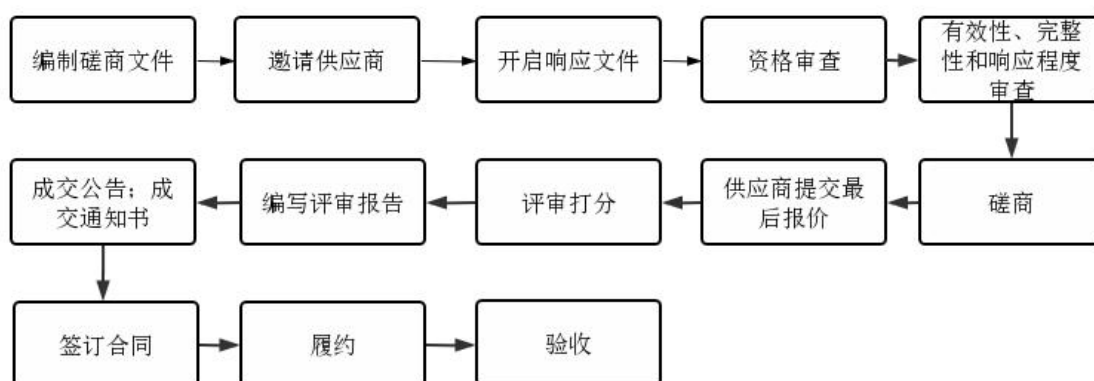 编制磋商文件
邀请供应商
开启响应文件
资格审查
有效性、完整
性和响应程度
审查
磋商
供应商提交最
后报价
评审打分
编写评审报告
成交公告；成
交通知书
签订合同
履约
验收